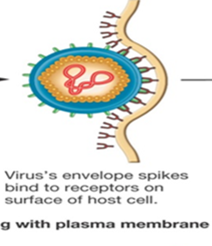 Virus's envelope spikes
bind to receptors on
surface of host cell.
g with plasma membrane